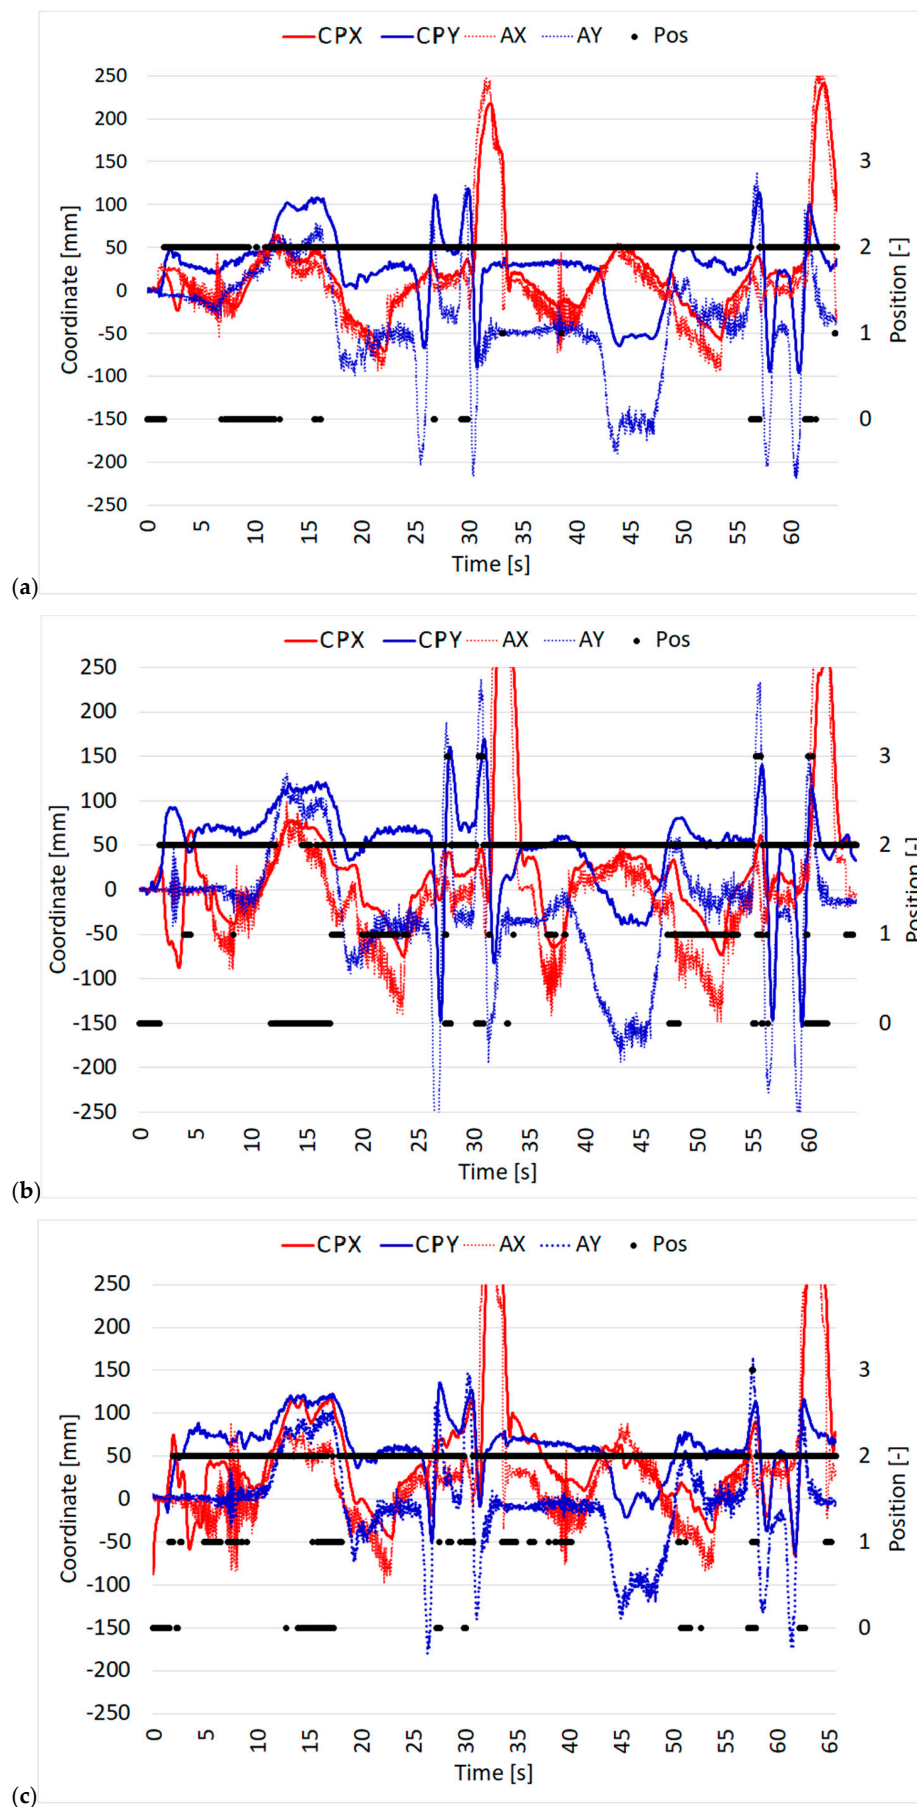 CPX CPY AX AY Pos
250
200
150 3
100
50 2
0
-50 1
-100
-150 0
-200
-250
Coordinate [mm]
Position [-]
0 5 10 15 20 25 30 35 40 45 50 55 60
Time [s]
(a)
CPX CPY AX AY Pos
250
200
150 3
100
50 2
0
-50 1
-100
-150 0
-200
-250
Coordinate [mm]
Position [-]
0 5 10 15 20 25 30 35 40 45 50 55 60
Time [s]
(b)
CPX CPY AX AY Pos
250
200
150 3
100
50 2
0
-50 1
-100
-150 0
-200
-250
Coordinate [mm]
Position [-]
0 5 10 15 20 25 30 35 40 45 50 55 60 65
Time [s]
(c)